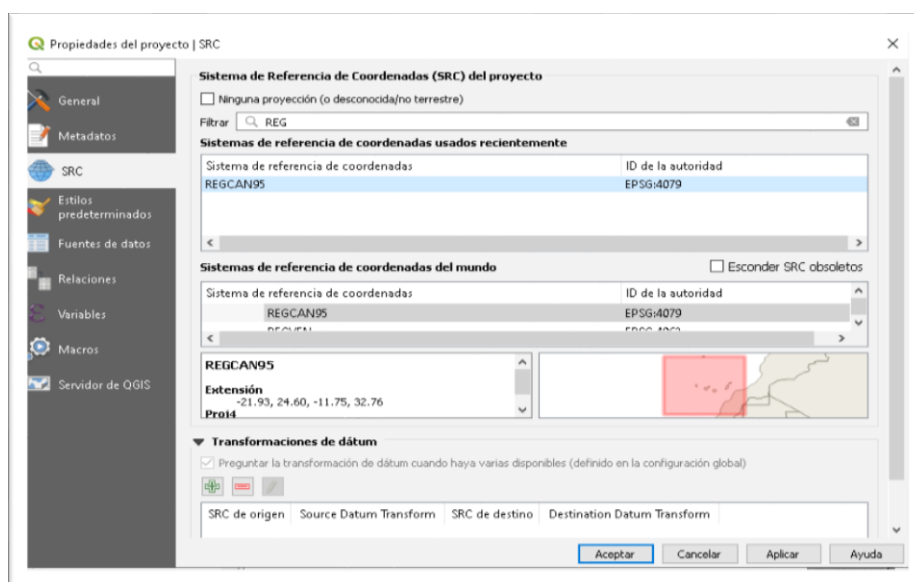 Propiedades del proyecto | SRC
General
Metadatos
SRC
Estilos
predeterminados
Fuentes de datos
Relaciones
Variables
Macros
Servidor de QGIS
Sistema de Referencia de Coordenadas (SRC) del proyecto
Ninguna proyección (o desconocida/no terrestre)
Filtrar REG
Sistemas de referencia de coordenadas usados recientemente
Sistema de referencia de coordenadas ID de la autoridad
REGCAN95 EPSG:4079
Sistemas de referencia de coordenadas del mundo Esconder SRC obsoletos
Sistema de referencia de coordenadas ID de la autoridad
REGCAN95 EPSG:4079
REGCAN95
Extensión
-21.93, 24.60, -11.75, 32.76
Proj4
Transformaciones de dátum
Preguntar la transformación de dátum cuando haya varias disponibles (definido en la configuración global)
SRC de origen Source Datum Transform SRC de destino Destination Datum Transform
Aceptar Cancelar Aplicar Ayuda